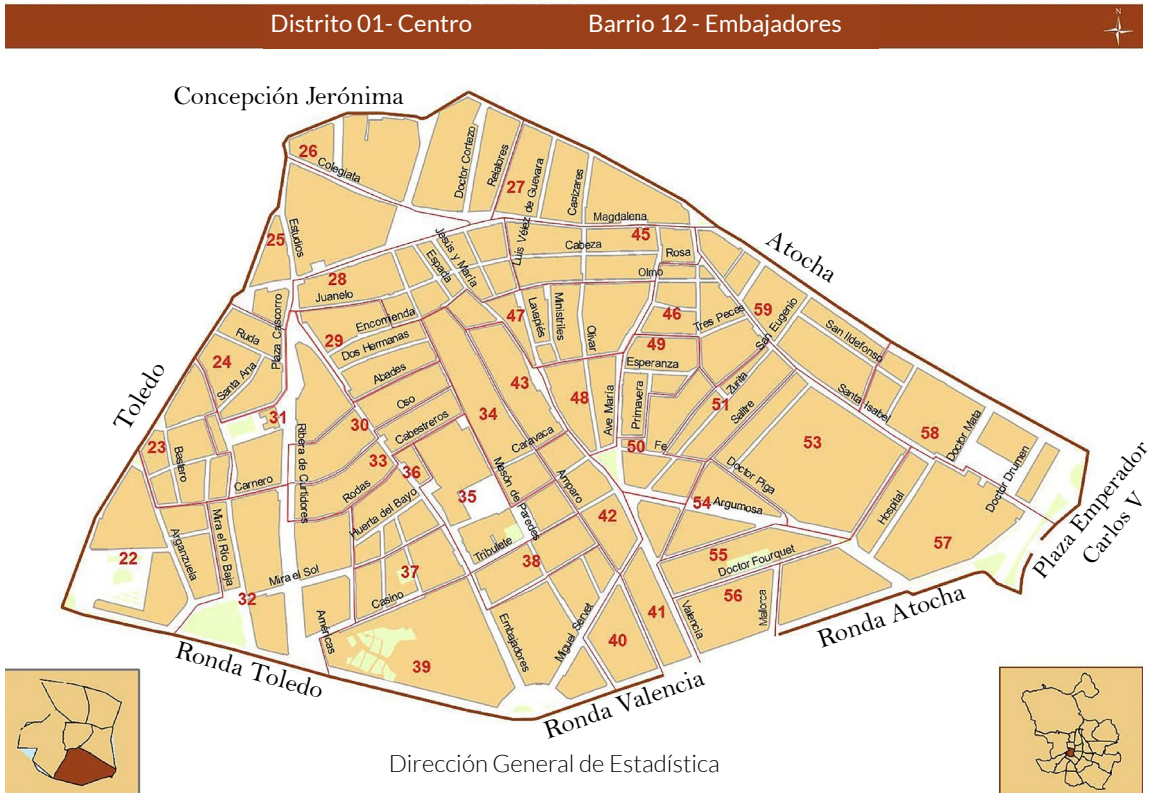 Distrito 01- Centro
Barrio 12 - Embajadores
N
Concepción Jerónima
Atocha
Toledo
Plaza Emperador
Carlos V
Ronda Atocha
Ronda Valencia
Ronda Toledo
26
Colegiata
Doctor Cortezo
Relatores
27
Luis Vélez de Guevara
Cañizares
Magdalena
25
Estudios
Jesús y María
Espada
Cabeza
45
Rosa
Olmo
28
Juanelo
Plaza Cascorro
Ruda
24
Santa Ana
29
Encomienda
Dos Hermanas
Abades
Oso
Cabestreros
47
Lavapiés
Ministriles
Olivar
46
Tres Peces
59
San Eugenio
San Ildefonso
49
Esperanza
Primavera
Ave María
43
48
34
51
Zurita
Salitre
Santa Isabel
58
Doctor Mata
Doctor Drumen
31
30
33
36
23
Bastero
Carnero
Ribera de Curtidores
Rodas
Huerta del Bayo
35
Mesón de Paredes
Caravaca
Amparo
50
Fe
53
Doctor Piga
54
Argumosa
Hospital
57
22
Arganzuela
Mira el Río Baja
Mira el Sol
32
Américas
37
Casino
Tribulete
38
42
55
Doctor Fourquet
56
Mallorca
Valencia
41
40
Miguel Servet
Embajadores
39
Dirección General de Estadística